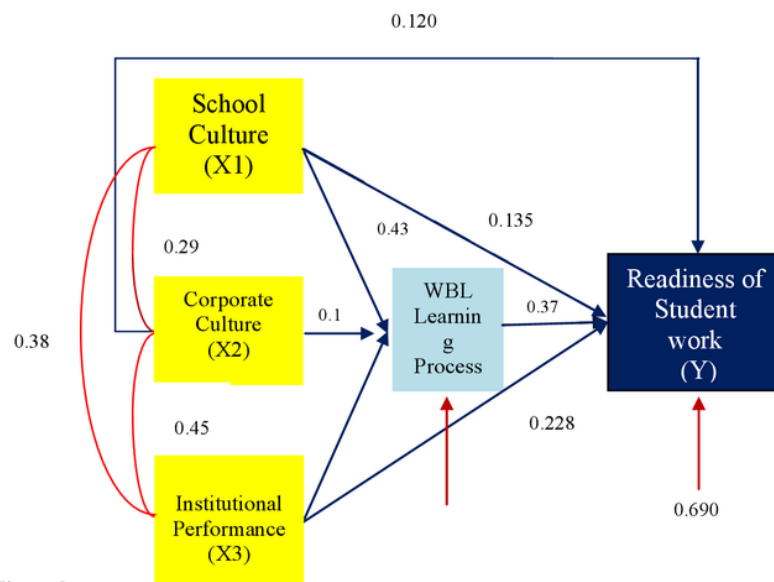 0.120
School
Culture
(X1)
0.43
0.135
0.29
Corporate
Culture
(X2)
0.1
WBL
Learnin
g
Process
0.37
Readiness of
Student
work
(Y)
0.38
0.45
0.228
Institutional
Performance
(X3)
0.690